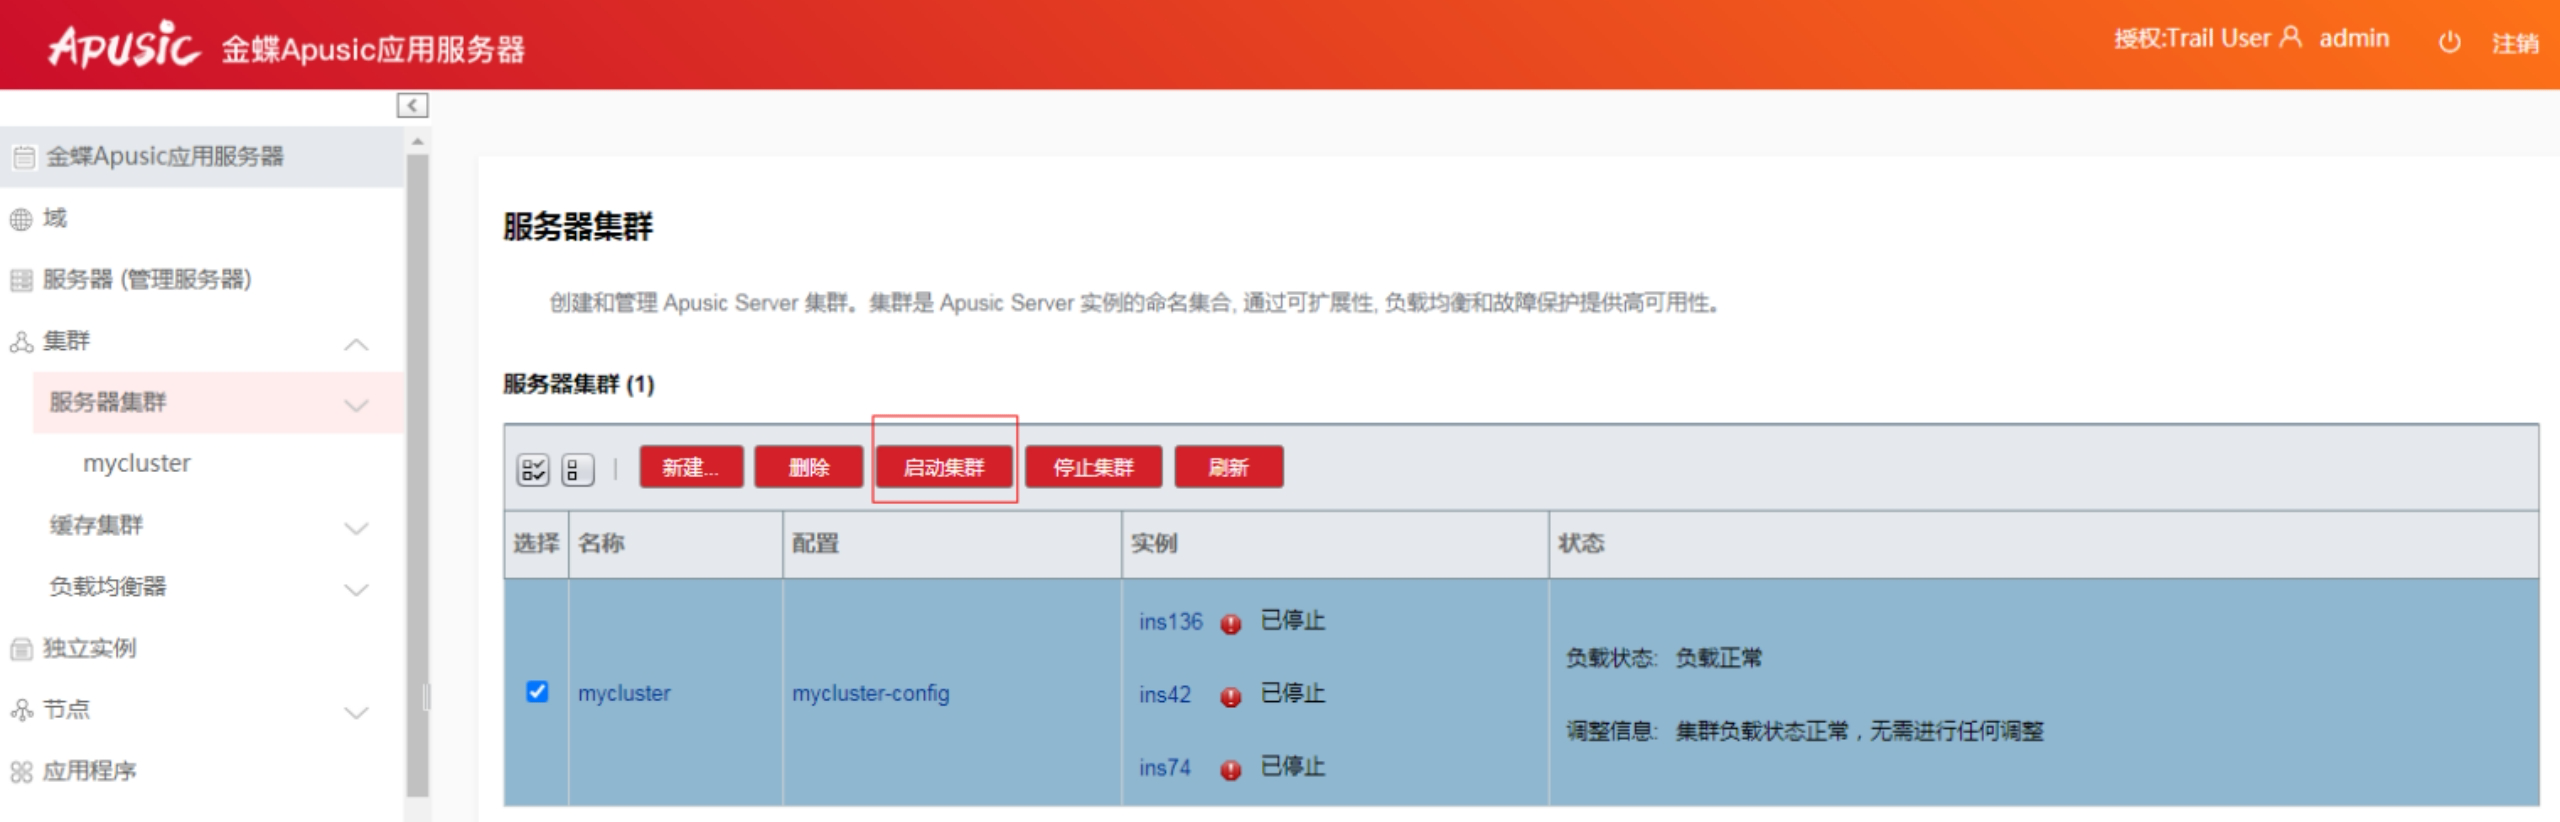 Apusic 金蝶Apusic应用服务器
授权:Trail User admin 注销
金蝶Apusic应用服务器
域
服务器 (管理服务器)
集群
服务器集群
mycluster
缓存集群
负载均衡器
独立实例
节点
应用程序
服务器集群
创建和管理 Apusic Server 集群。集群是 Apusic Server 实例的命名集合, 通过可扩展性, 负载均衡和故障保护提供高可用性。
服务器集群 (1)
新建... 删除 启动集群 停止集群 刷新
选择 名称 配置 实例 状态
mycluster mycluster-config
ins136 已停止
ins42 已停止
ins74 已停止
负载状态: 负载正常
调整信息: 集群负载状态正常，无需进行任何调整